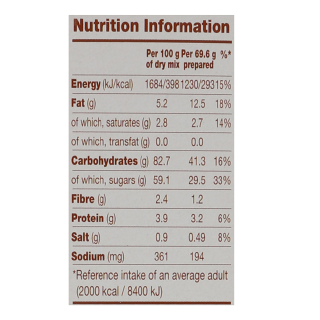 Nutrition Information
Per 100 g Per 69.6 g %*
of dry mix prepared
Energy (kJ/kcal) 1684/398 1230/293 15%
Fat (g) 5.2 12.5 18%
of which, saturates (g) 2.8 2.7 14%
of which, transfat (g) 0.0 0.0
Carbohydrates (g) 82.7 41.3 16%
of which, sugars (g) 59.1 29.5 33%
Fibre (g) 2.4 1.2
Protein (g) 3.9 3.2 6%
Salt (g) 0.9 0.49 8%
Sodium (mg) 361 194
*Reference intake of an average adult
(2000 kcal / 8400 kJ)